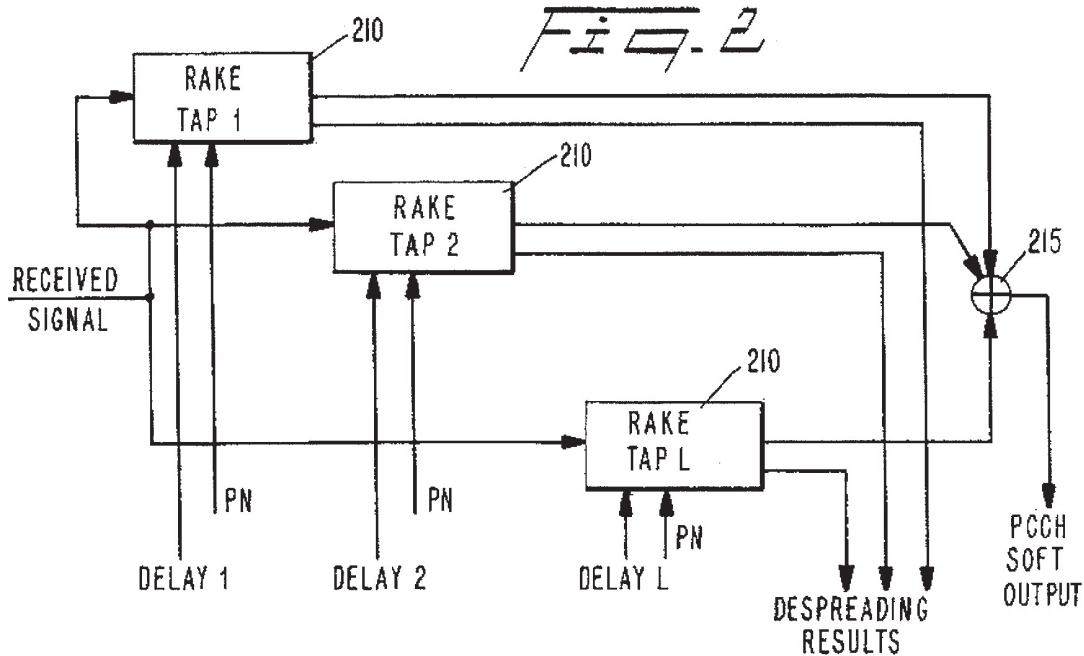 Fig. 2
210
RAKE
TAP 1
210
RAKE
TAP 2
215
RECEIVED
SIGNAL
210
RAKE
TAP L
PN
PN
PN
DELAY 1
DELAY 2
DELAY L
PCCH
SOFT
OUTPUT
DESPREADING
RESULTS